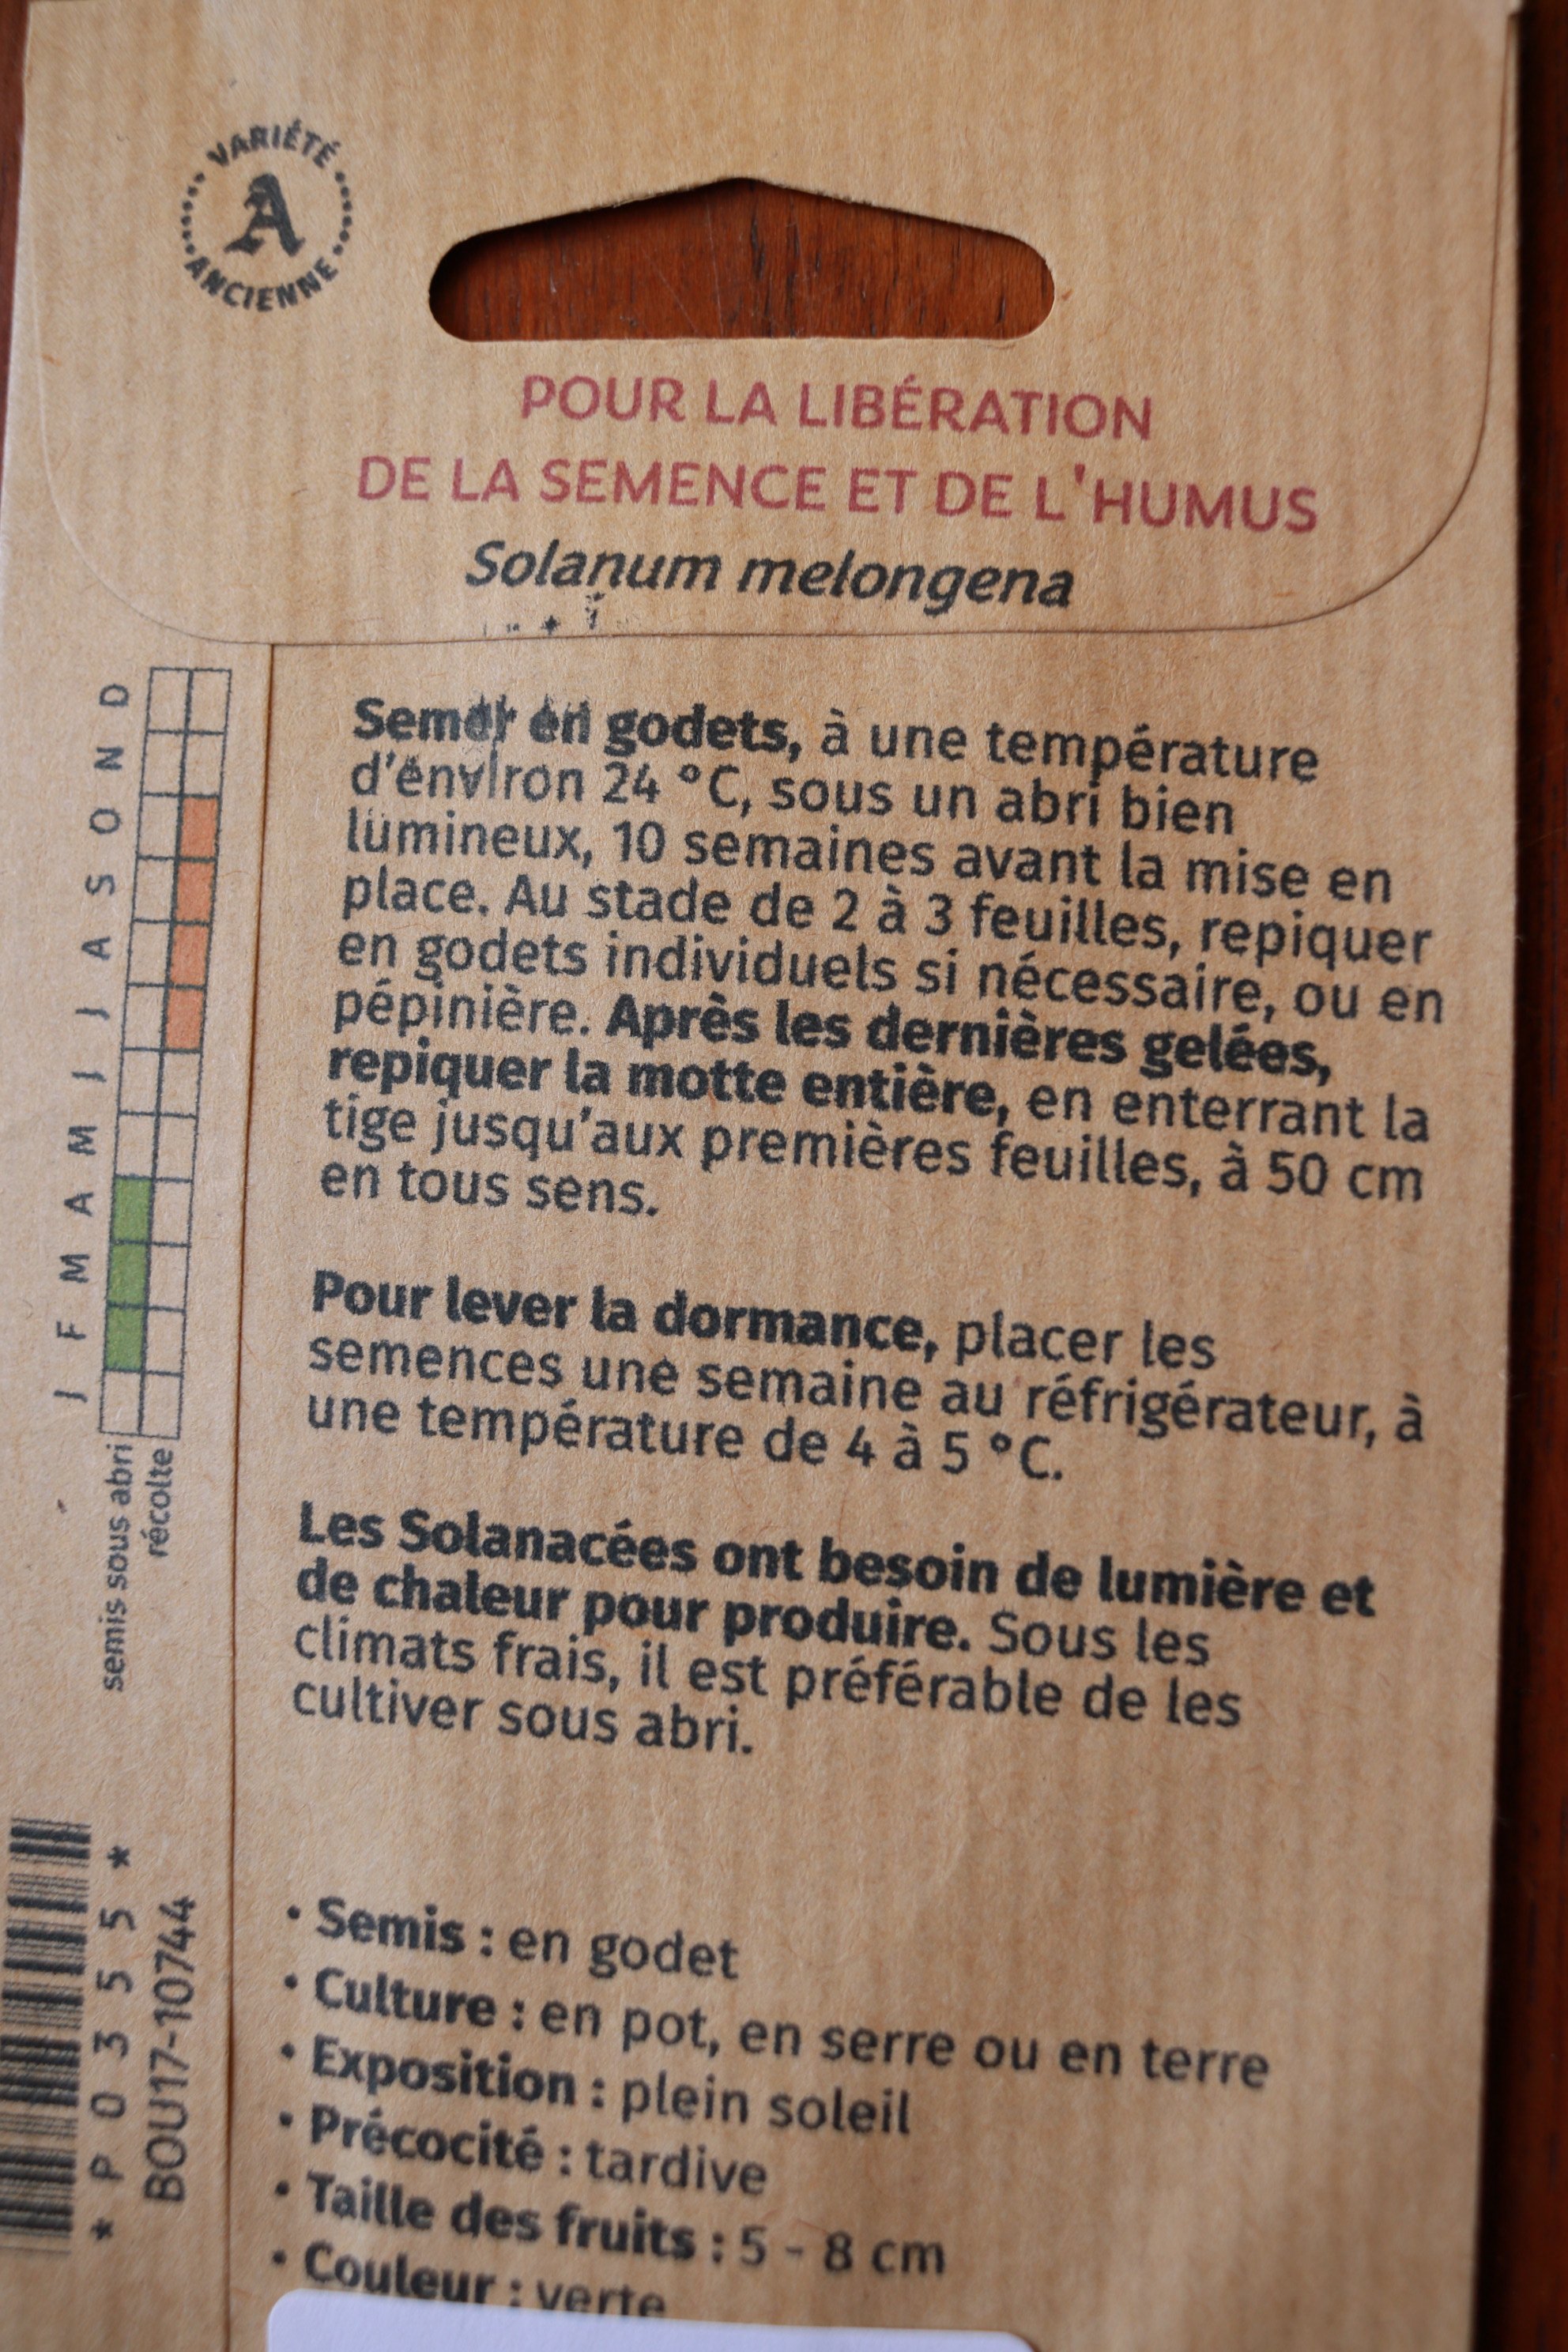 VARIÉTÉ
A
ANCIENNE
POUR LA LIBÉRATION
DE LA SEMENCE ET DE L'HUMUS
Solanum melongena
Semer en godets, à une température
d'environ 24 °C, sous un abri bien
lumineux, 10 semaines avant la mise en
place. Au stade de 2 à 3 feuilles, repiquer
en godets individuels si nécessaire, ou en
pépinière. Après les dernières gelées,
repiquer la motte entière, en enterrant la
tige jusqu'aux premières feuilles, à 50 cm
en tous sens.
Pour lever la dormance, placer les
semences une semaine au réfrigérateur, à
une température de 4 à 5 °C.
Les Solanacées ont besoin de lumière et
de chaleur pour produire. Sous les
climats frais, il est préférable de les
cultiver sous abri.
• Semis : en godet
• Culture : en pot, en serre ou en terre
• Exposition : plein soleil
• Précocité : tardive
• Taille des fruits : 5 - 8 cm
• Couleur : verte
J F M A M J J A S O N D
semis sous abri
récolte
* P 0 3 5 5 *
BOU17-10744